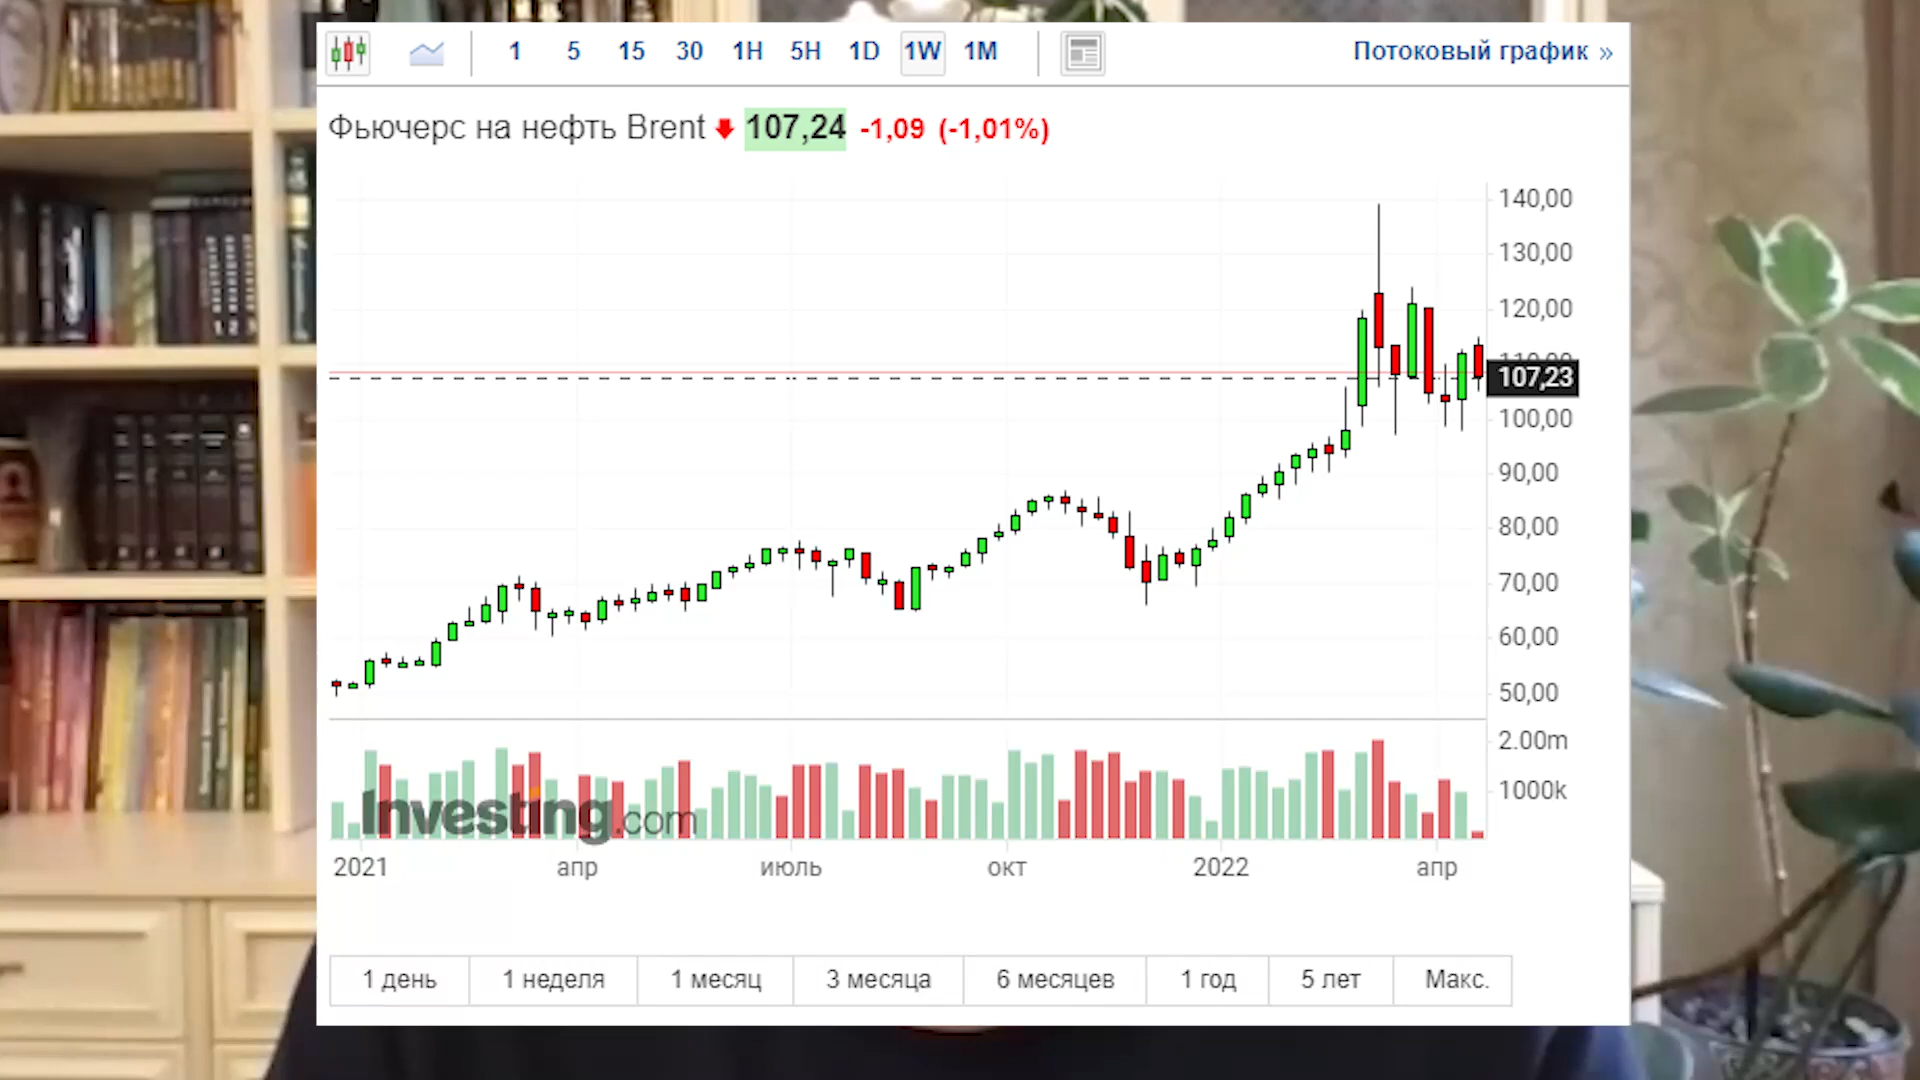 1 5 15 30 1H 5H 1D 1W 1M Потоковый график »
Фьючерс на нефть Brent 107,24 -1,09 (-1,01%)
140,00
130,00
120,00
107,23
100,00
90,00
80,00
70,00
60,00
50,00
2.00m
1000k
Investing.com
2021 апр июль окт 2022 апр
1 день 1 неделя 1 месяц 3 месяца 6 месяцев 1 год 5 лет Макс.